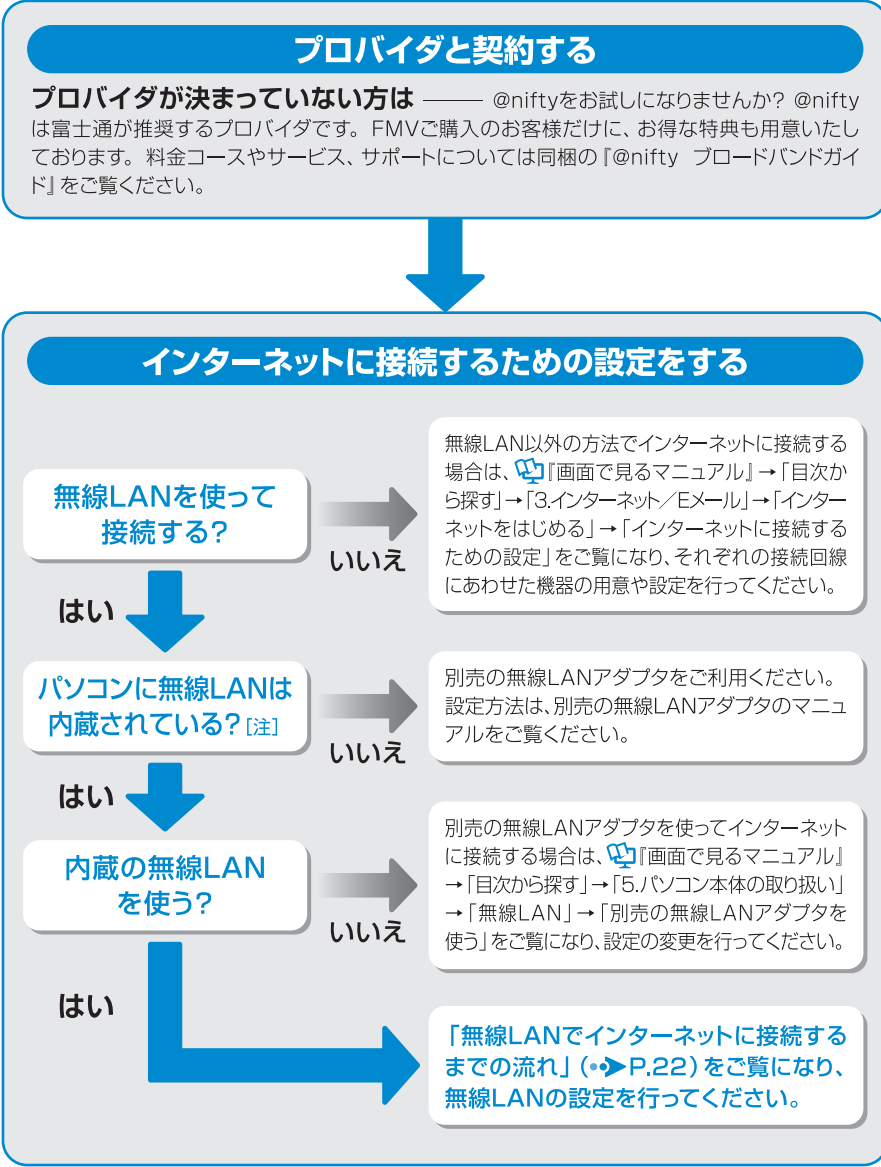 プロバイダと契約する
プロバイダが決まっていない方は ―― @niftyをお試しになりませんか? @nifty
は富士通が推奨するプロバイダです。FMVご購入のお客様だけに、お得な特典も用意いたし
ております。料金コースやサービス、サポートについては同梱の『@nifty ブロードバンドガイ
ド』をご覧ください。
インターネットに接続するための設定をする
無線LANを使って
接続する?
いいえ
無線LAN以外の方法でインターネットに接続する
場合は、『画面で見るマニュアル』→「目次か
ら探す」→「3.インターネット/Eメール」→「インター
ネットをはじめる」→「インターネットに接続する
ための設定」をご覧になり、それぞれの接続回線
にあわせた機器の用意や設定を行ってください。
はい
パソコンに無線LANは
内蔵されている?[注]
いいえ
別売の無線LANアダプタをご利用ください。
設定方法は、別売の無線LANアダプタのマニュ
アルをご覧ください。
はい
内蔵の無線LAN
を使う?
いいえ
別売の無線LANアダプタを使ってインターネット
に接続する場合は、『画面で見るマニュアル』
→「目次から探す」→「5.パソコン本体の取り扱い」
→「無線LAN」→「別売の無線LANアダプタを
使う」をご覧になり、設定の変更を行ってください。
はい
「無線LANでインターネットに接続する
までの流れ」(P.22)をご覧になり、
無線LANの設定を行ってください。